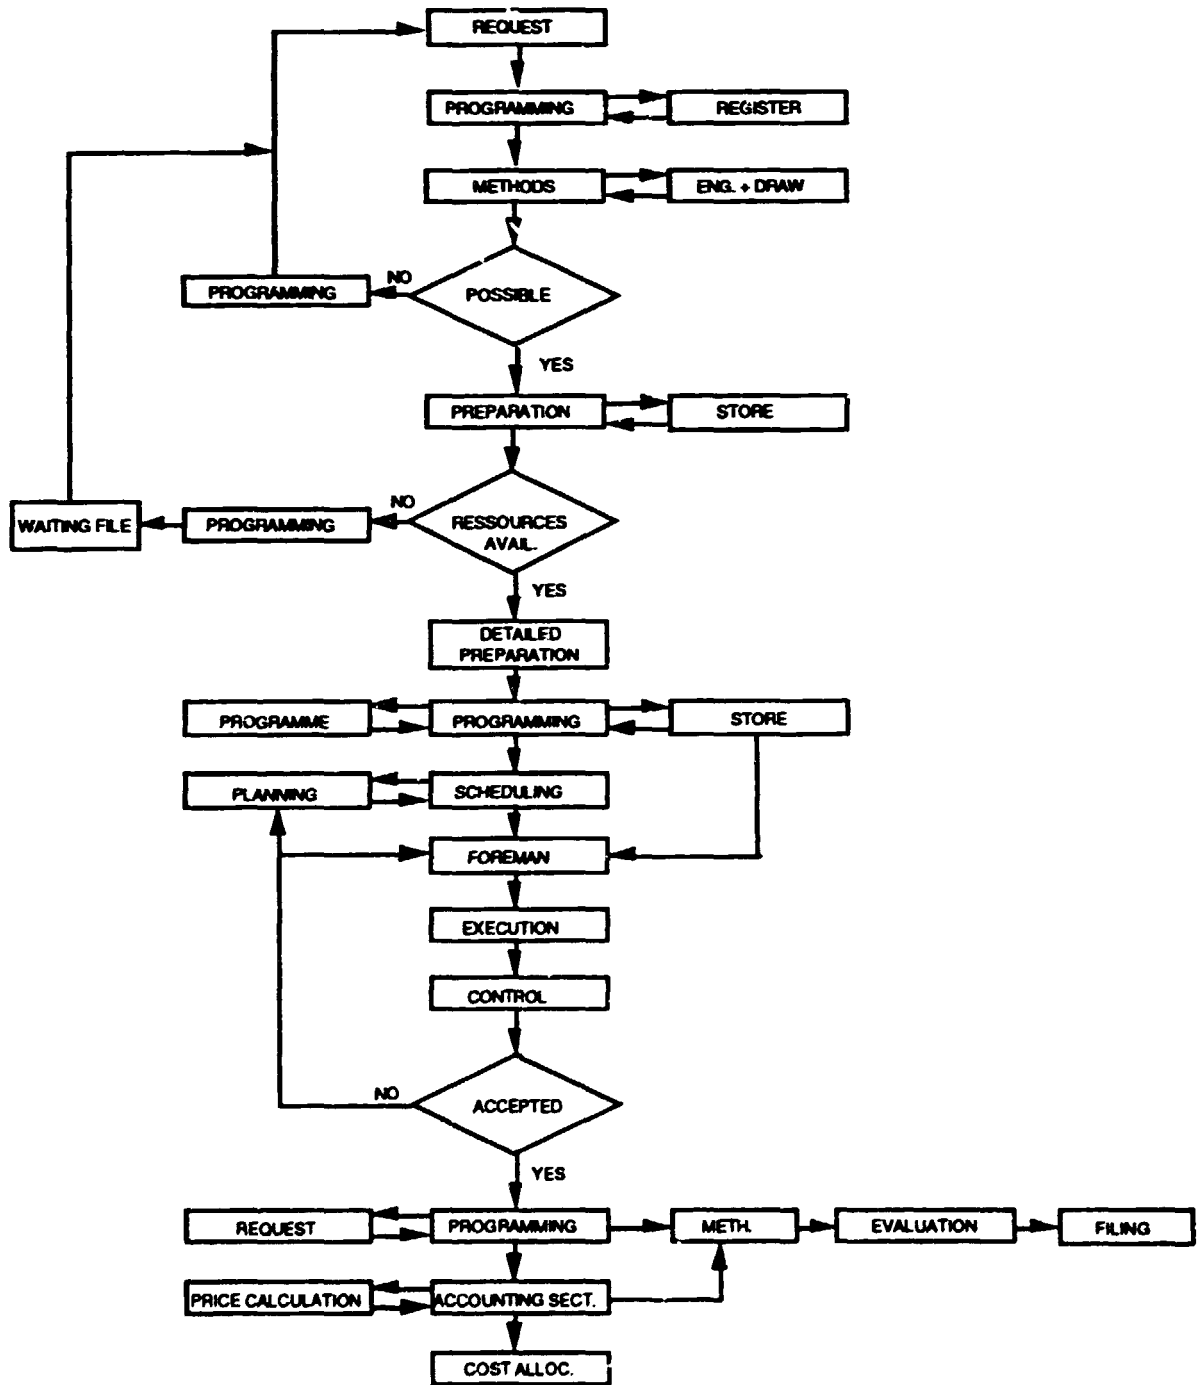 REQUEST
PROGRAMMING
REGISTER
METHODS
ENG. + DRAW
POSSIBLE
NO
PROGRAMMING
YES
PREPARATION
STORE
RESSOURCES
AVAIL.
NO
PROGRAMMING
WAITING FILE
YES
DETAILED
PREPARATION
PROGRAMME
PROGRAMMING
STORE
PLANNING
SCHEDULING
FOREMAN
EXECUTION
CONTROL
NO
ACCEPTED
YES
REQUEST
PROGRAMMING
METH.
EVALUATION
FILING
PRICE CALCULATION
ACCOUNTING SECT.
COST ALLOC.